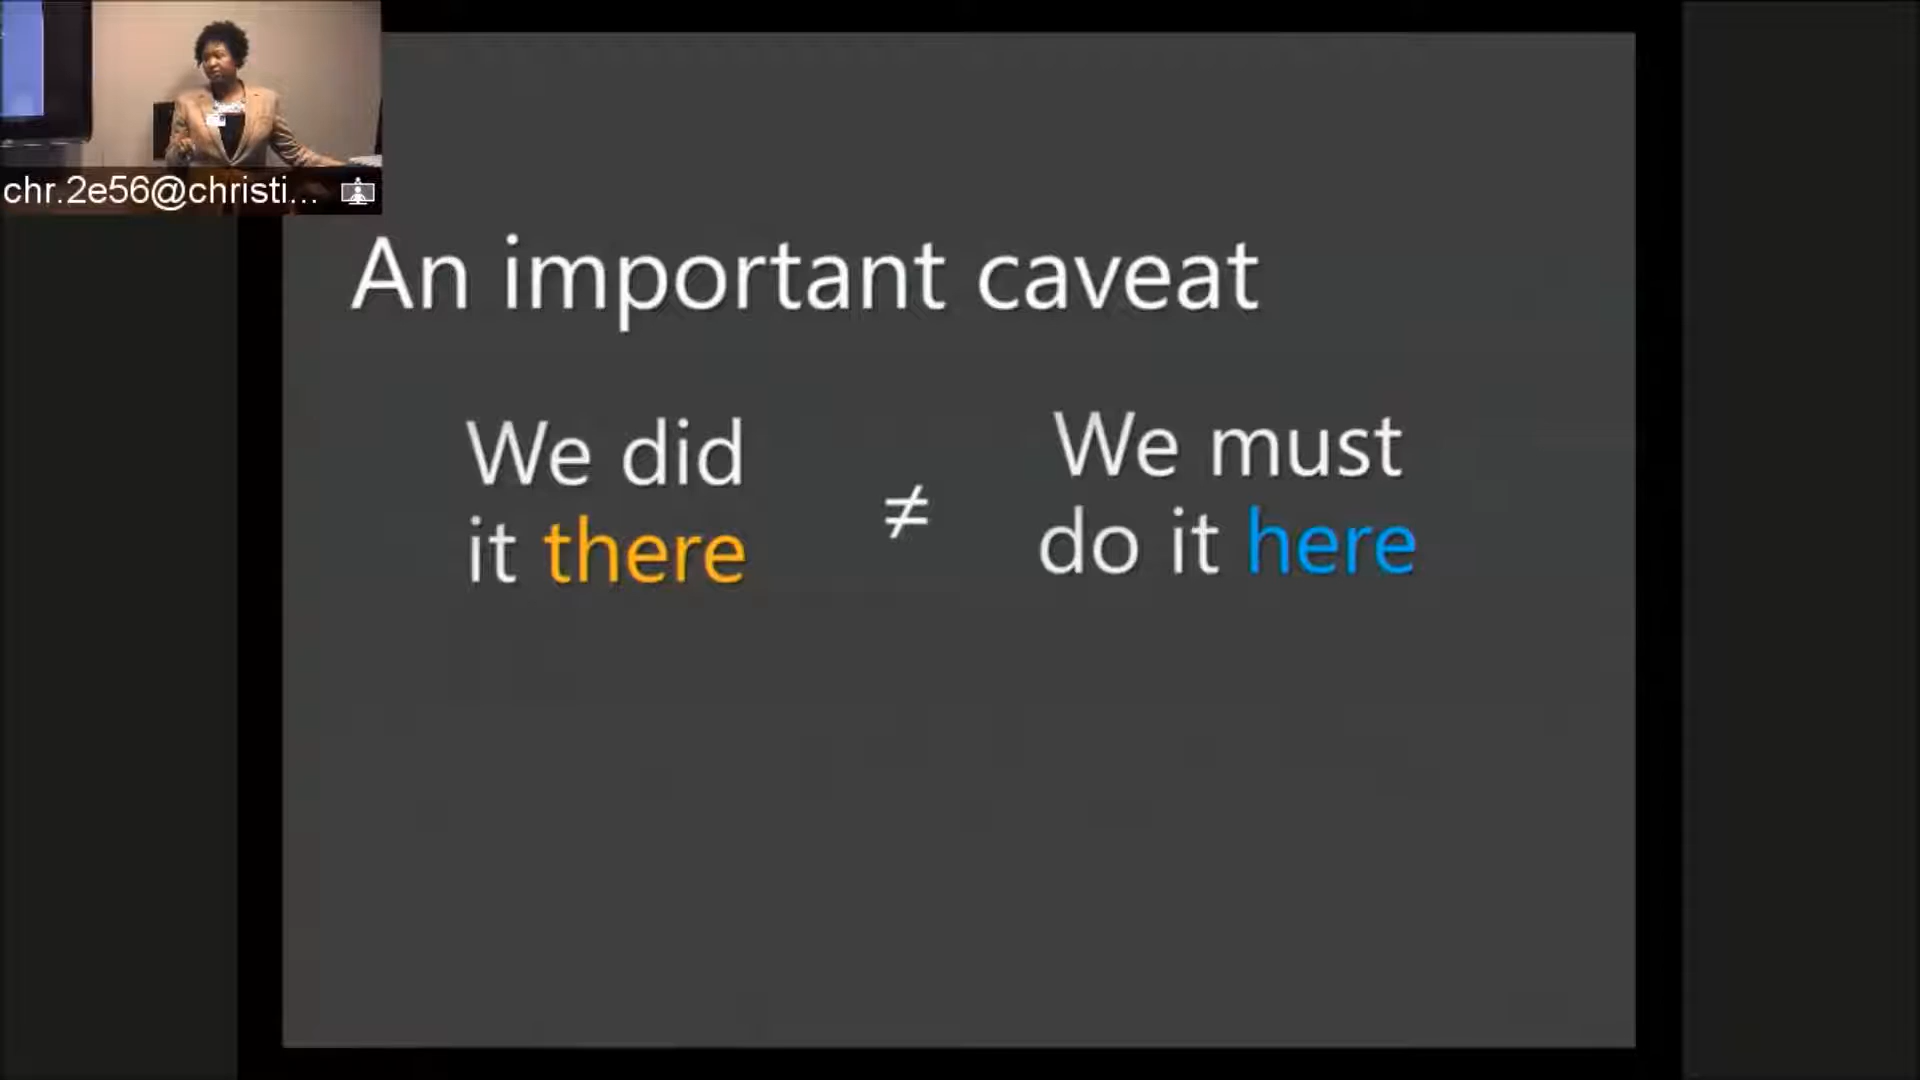 chr.2e56@christi...
An important caveat
We did
it there
≠
We must
do it here